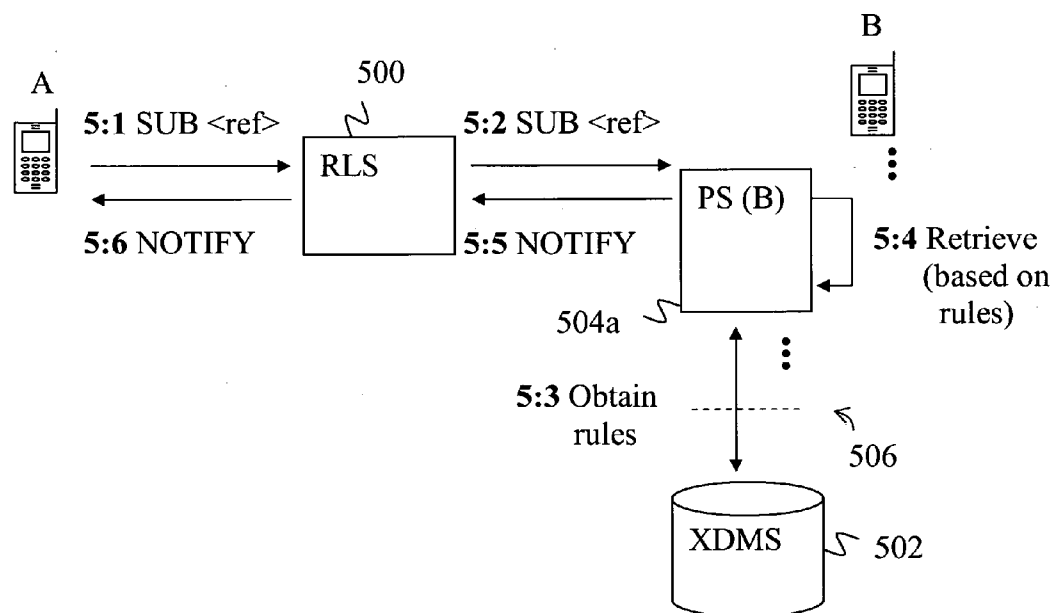 B
A
500
5:1 SUB <ref>
5:2 SUB <ref>
RLS
PS (B)
5:6 NOTIFY
5:5 NOTIFY
5:4 Retrieve
(based on
rules)
504a
5:3 Obtain
rules
506
XDMS
502